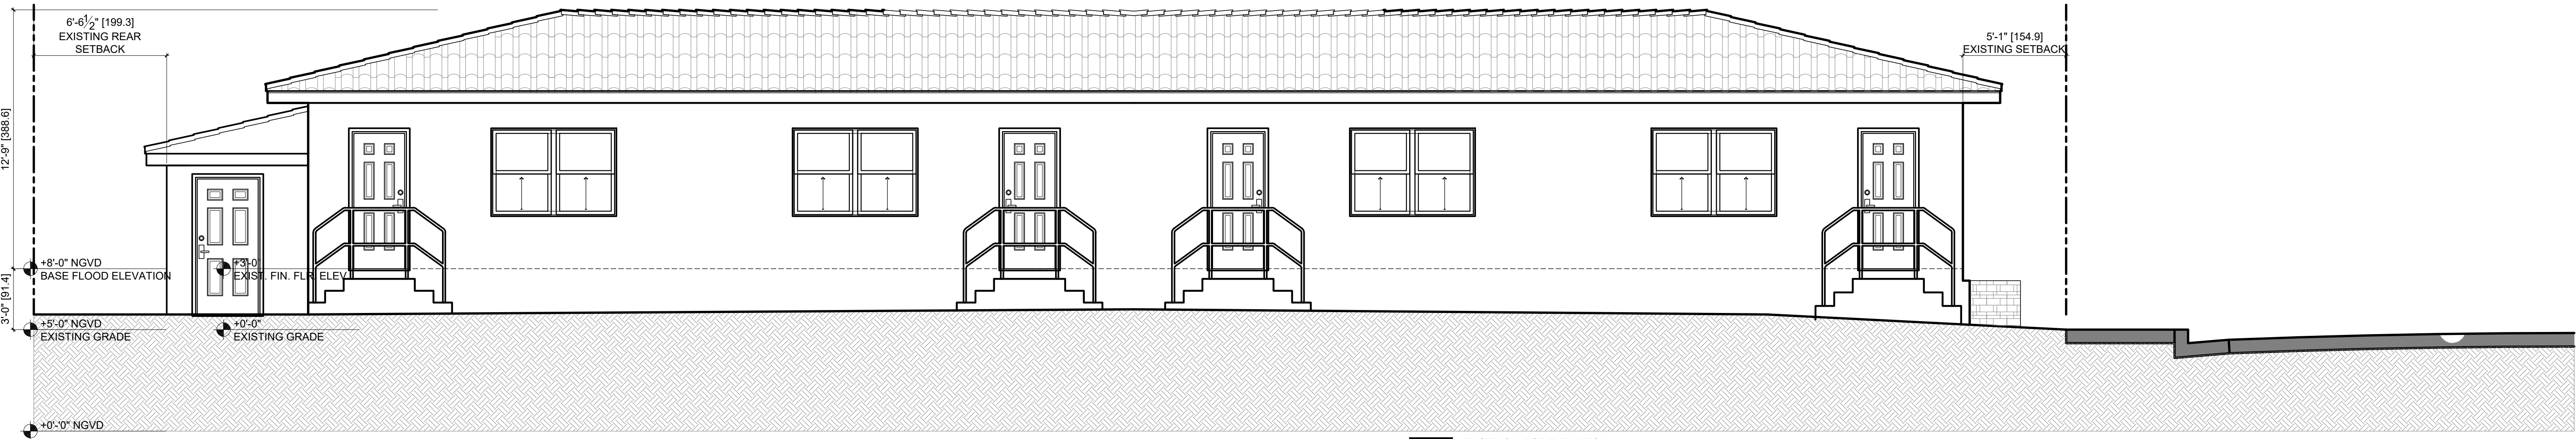 6'-6½" [199.3]
EXISTING REAR
SETBACK
5'-1" [154.9]
EXISTING SETBACK
12'-9" [388.6]
3'-0" [91.4]
+8'-0" NGVD
BASE FLOOD ELEVATION
+3'-0"
EXIST. FIN. FLR. ELEV
+5'-0" NGVD
EXISTING GRADE
+0'-0"
EXISTING GRADE
+0'-'0" NGVD